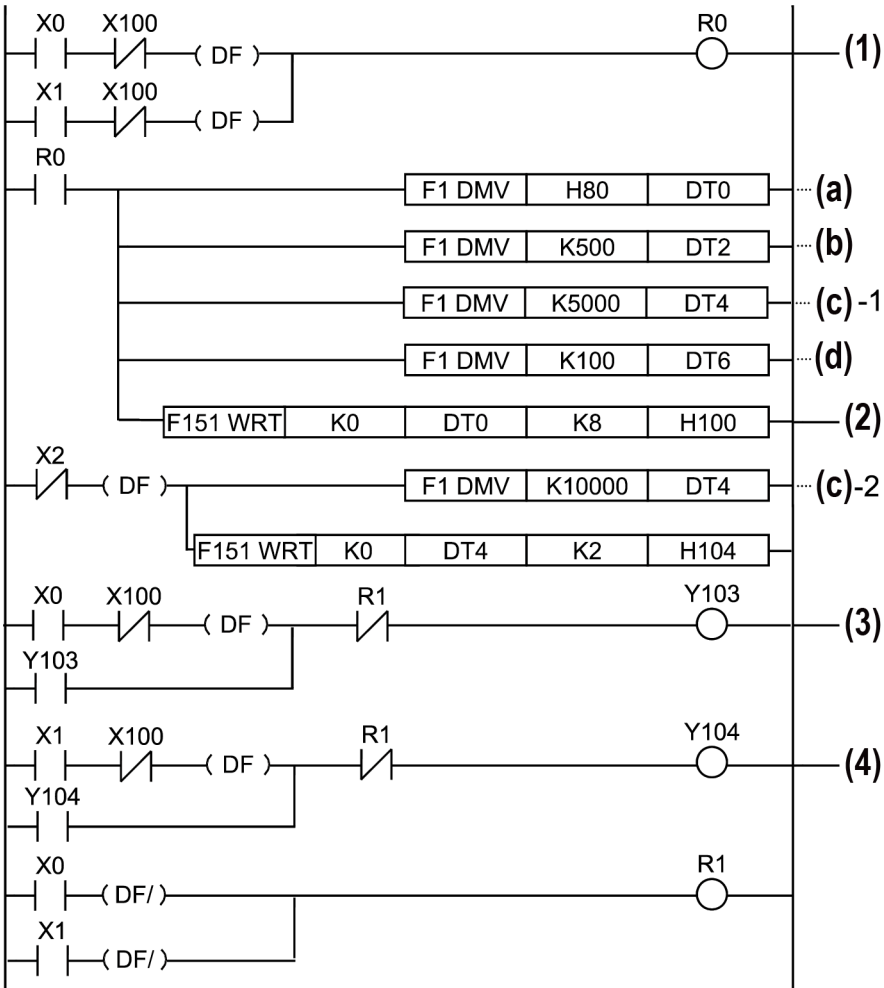 X0 X100 R0
( DF ) (1)
X1 X100
( DF )
R0
F1 DMV H80 DT0 (a)
F1 DMV K500 DT2 (b)
F1 DMV K5000 DT4 (c) -1
F1 DMV K100 DT6 (d)
F151 WRT K0 DT0 K8 H100 (2)
X2
( DF ) F1 DMV K10000 DT4 (c)-2
F151 WRT K0 DT4 K2 H104
X0 X100 R1 Y103
( DF ) (3)
Y103
X1 X100 R1 Y104
( DF ) (4)
Y104
X0 R1
( DF/ )
X1
( DF/ )